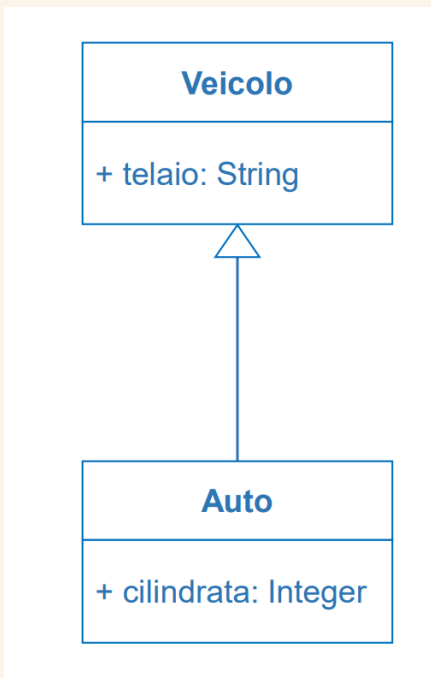 Veicolo
+ telaio: String
Auto
+ cilindrata: Integer